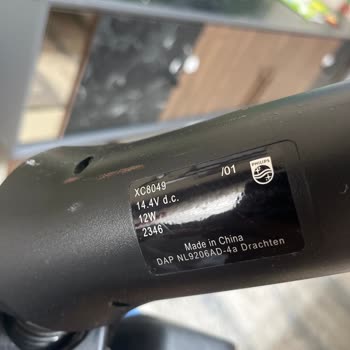 XC8049 /01
PHILIPS
14.4V d.c.
12W
2346
Made in China
DAP NL9206AD-4a Drachten